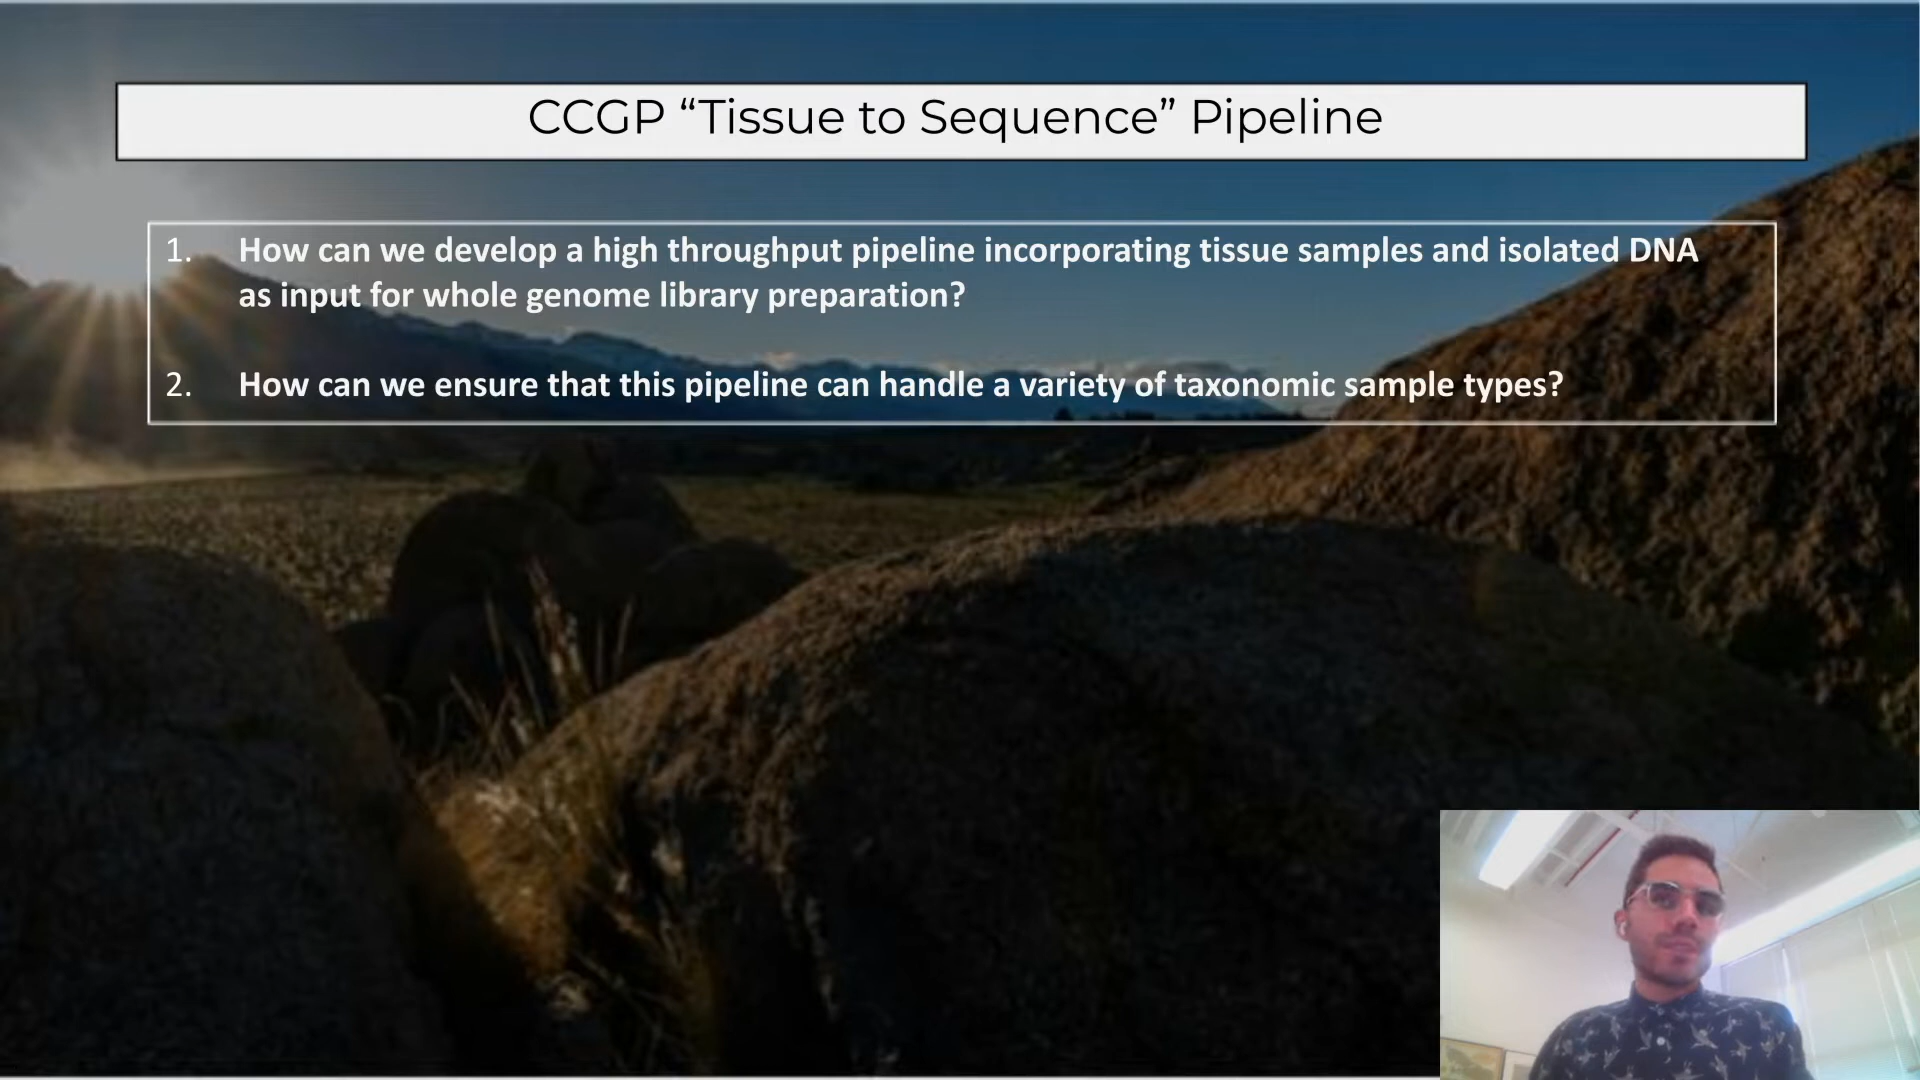 CCGP “Tissue to Sequence” Pipeline
1. How can we develop a high throughput pipeline incorporating tissue samples and isolated DNA
as input for whole genome library preparation?
2. How can we ensure that this pipeline can handle a variety of taxonomic sample types?